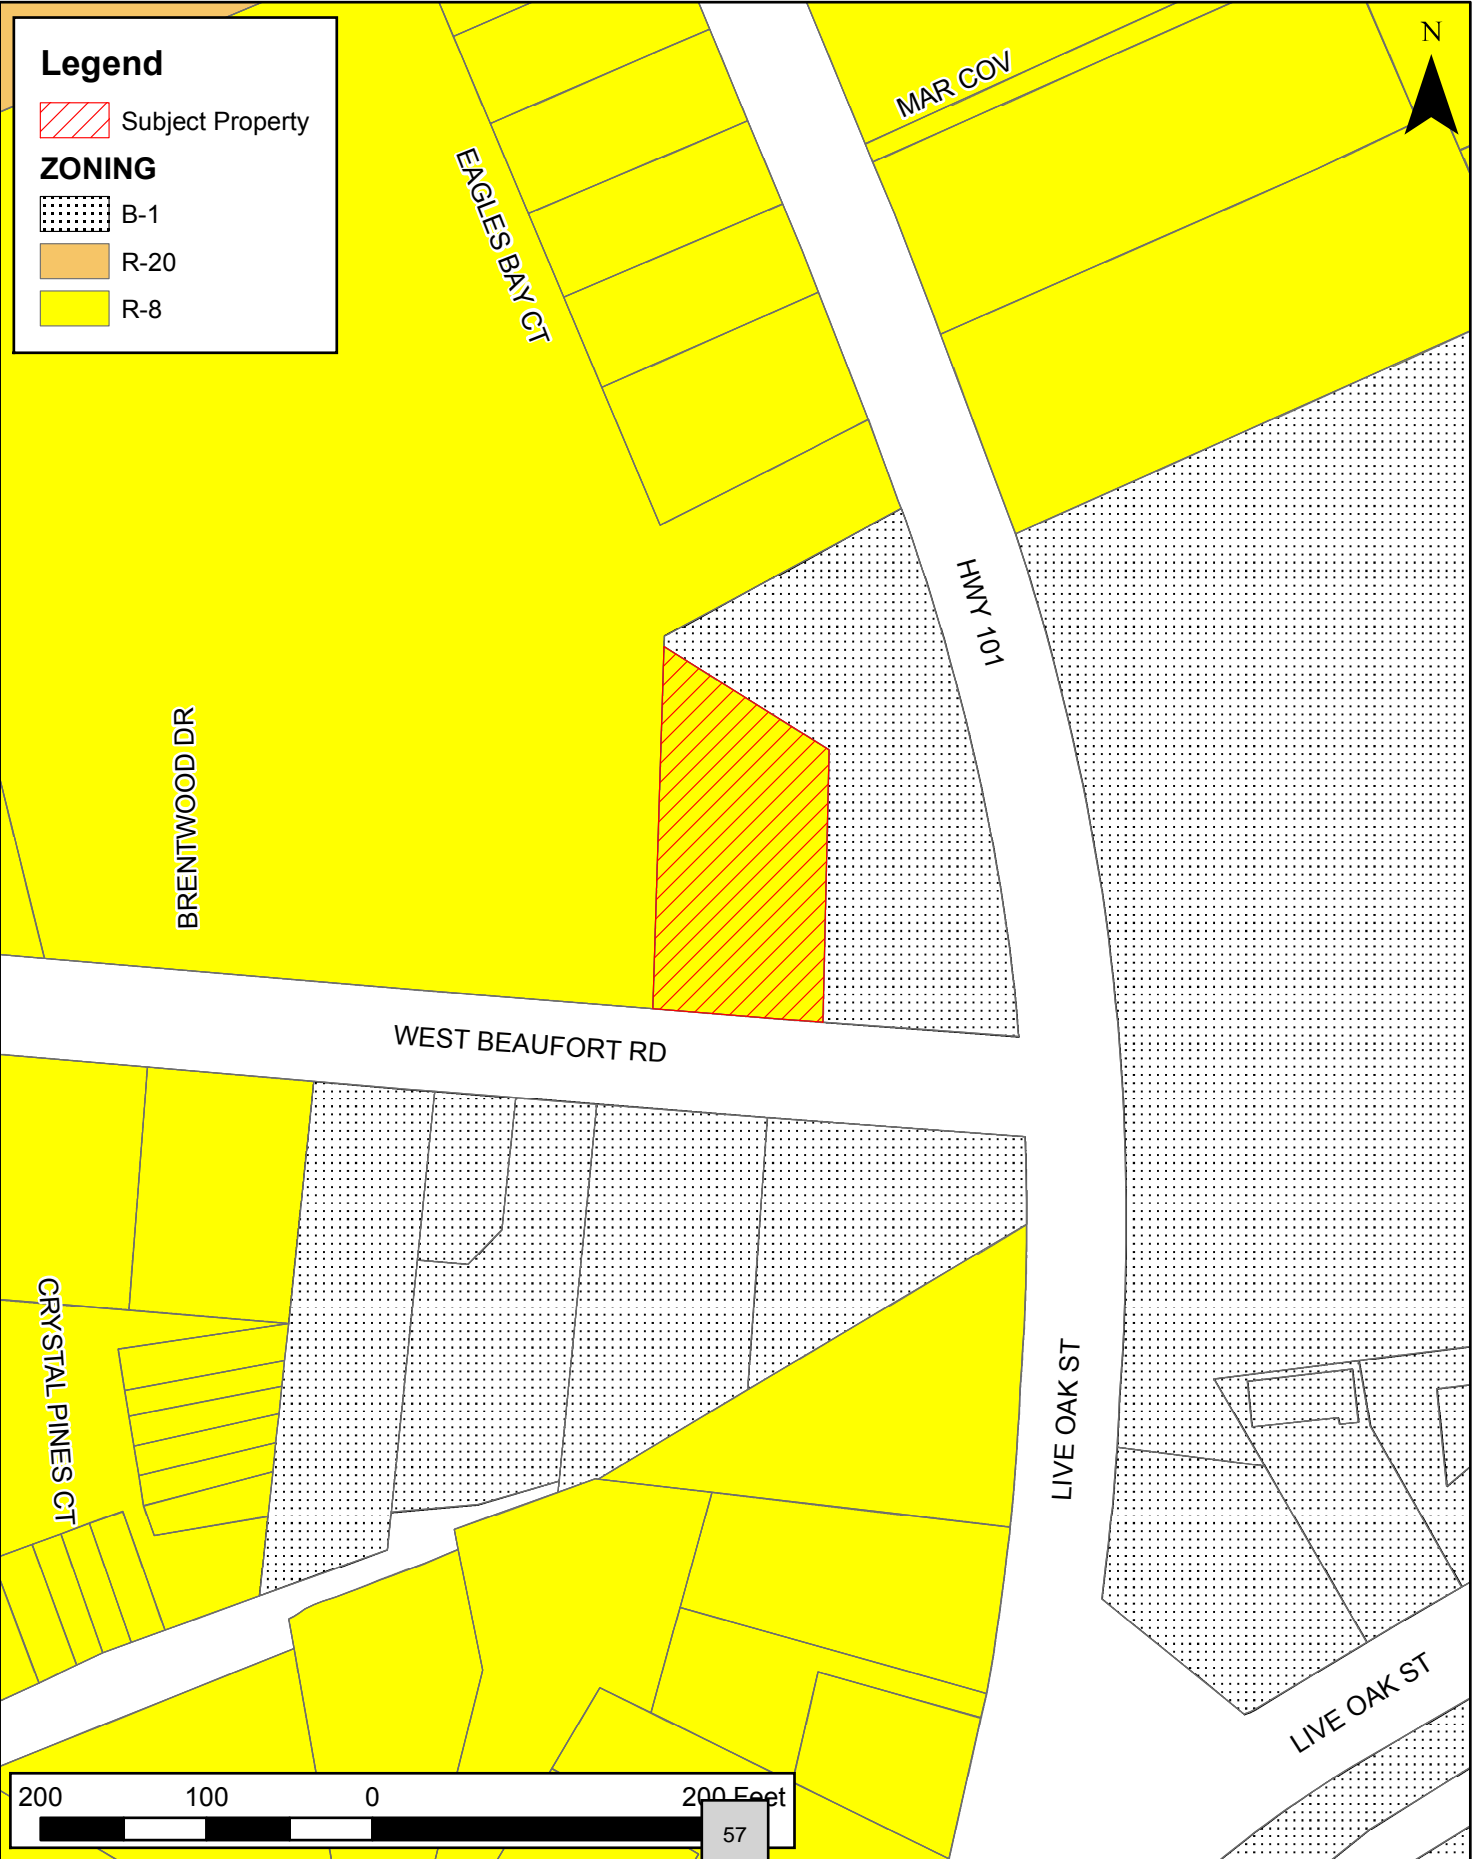 Legend
Subject Property
ZONING
B-1
R-20
R-8
N
MAR COV
EAGLES BAY CT
HWY 101
BRENTWOOD DR
WEST BEAUFORT RD
CRYSTAL PINES CT
LIVE OAK ST
LIVE OAK ST
200 100 0 200 Feet
57